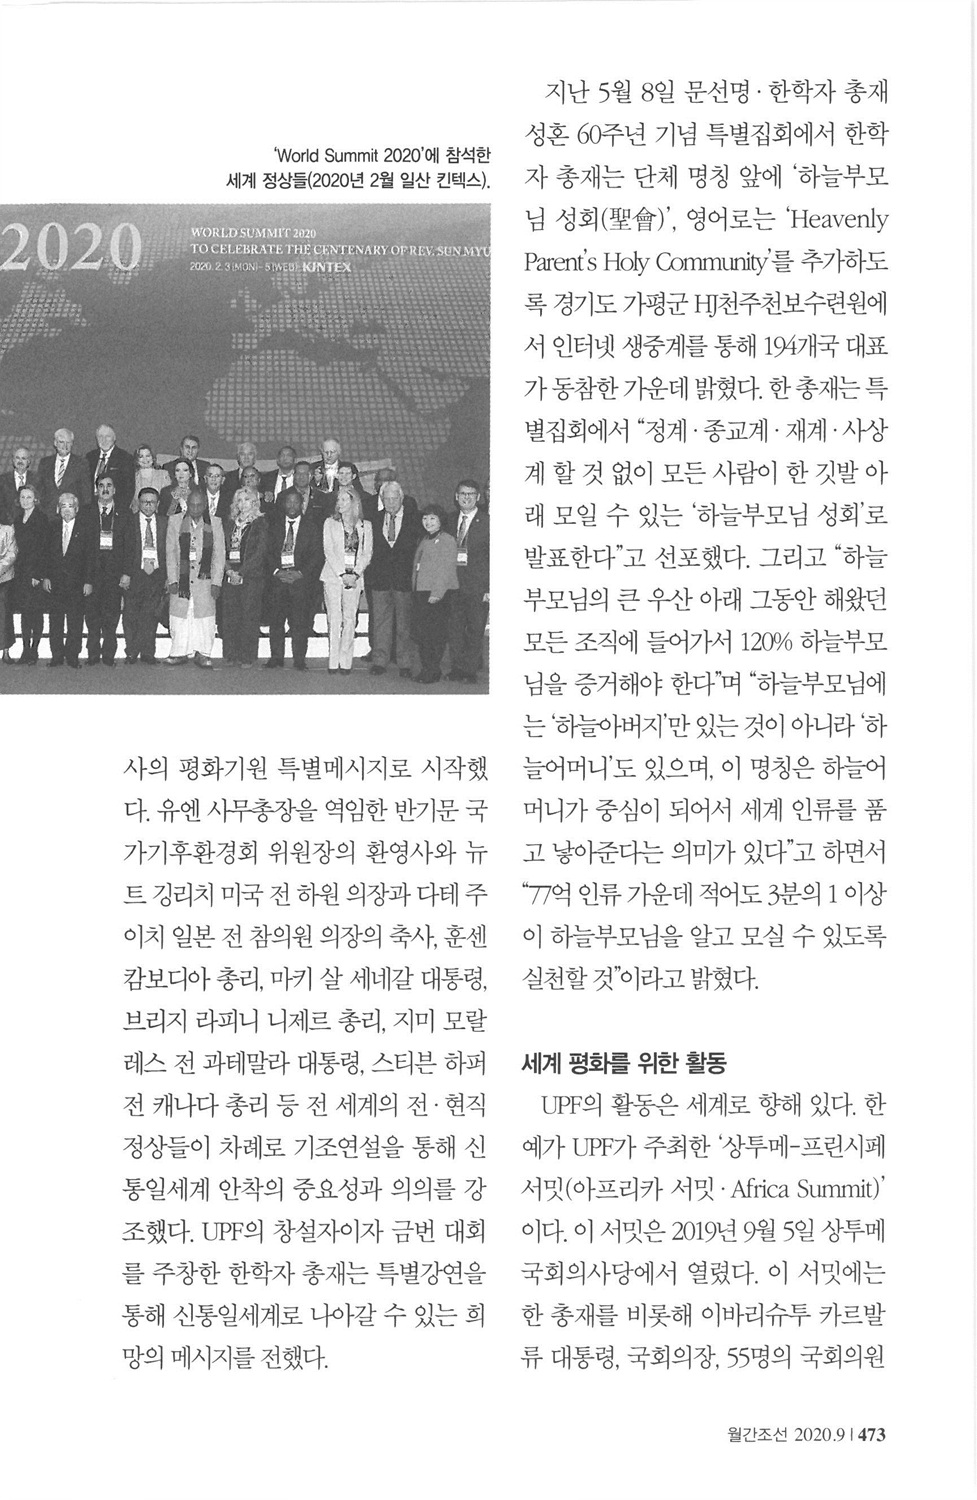 ‘World Summit 2020’에 참석한
세계 정상들(2020년 2월 일산 킨텍스).
2020
WORLD SUMMIT 2020
TO CELEBRATE THE CENTENARY OF REV. SUN MYU
2020. 2. 3(MON)- 5(WED) KINTEX
사의 평화기원 특별메시지로 시작했
다. 유엔 사무총장을 역임한 반기문 국
가기후환경회 위원장의 환영사와 뉴
트 깅리치 미국 전 하원 의장과 다테 주
이치 일본 전 참의원 의장의 축사, 훈센
캄보디아 총리, 마키 살 세네갈 대통령,
브리지 라피니 니제르 총리, 지미 모랄
레스 전 과테말라 대통령, 스티븐 하퍼
전 캐나다 총리 등 전 세계의 전·현직
정상들이 차례로 기조연설을 통해 신
통일세계 안착의 중요성과 의의를 강
조했다. UPF의 창설자이자 금번 대회
를 주창한 한학자 총재는 특별강연을
통해 신통일세계로 나아갈 수 있는 희
망의 메시지를 전했다.
지난 5월 8일 문선명·한학자 총재
성혼 60주년 기념 특별집회에서 한학
자 총재는 단체 명칭 앞에 ‘하늘부모
님 성회(聖會)’, 영어로는 ‘Heavenly
Parent's Holy Community’를 추가하도
록 경기도 가평군 HJ천주천보수련원에
서 인터넷 생중계를 통해 194개국 대표
가 동참한 가운데 밝혔다. 한 총재는 특
별집회에서 “정계·종교계·재계·사상
계 할 것 없이 모든 사람이 한 깃발 아
래 모일 수 있는 ‘하늘부모님 성회’로
발표한다”고 선포했다. 그리고 “하늘
부모님의 큰 우산 아래 그동안 해왔던
모든 조직에 들어가서 120% 하늘부모
님을 증거해야 한다”며 “하늘부모님에
는 ‘하늘아버지’만 있는 것이 아니라 ‘하
늘어머니’도 있으며, 이 명칭은 하늘어
머니가 중심이 되어서 세계 인류를 품
고 낳아준다는 의미가 있다”고 하면서
“77억 인류 가운데 적어도 3분의 1 이상
이 하늘부모님을 알고 모실 수 있도록
실천할 것”이라고 밝혔다.
세계 평화를 위한 활동
UPF의 활동은 세계로 향해 있다. 한
예가 UPF가 주최한 ‘상투메-프린시페
서밋(아프리카 서밋·Africa Summit)’
이다. 이 서밋은 2019년 9월 5일 상투메
국회의사당에서 열렸다. 이 서밋에는
한 총재를 비롯해 이바리슈투 카르발
류 대통령, 국회의장, 55명의 국회의원
월간조선 2020.9 | 473